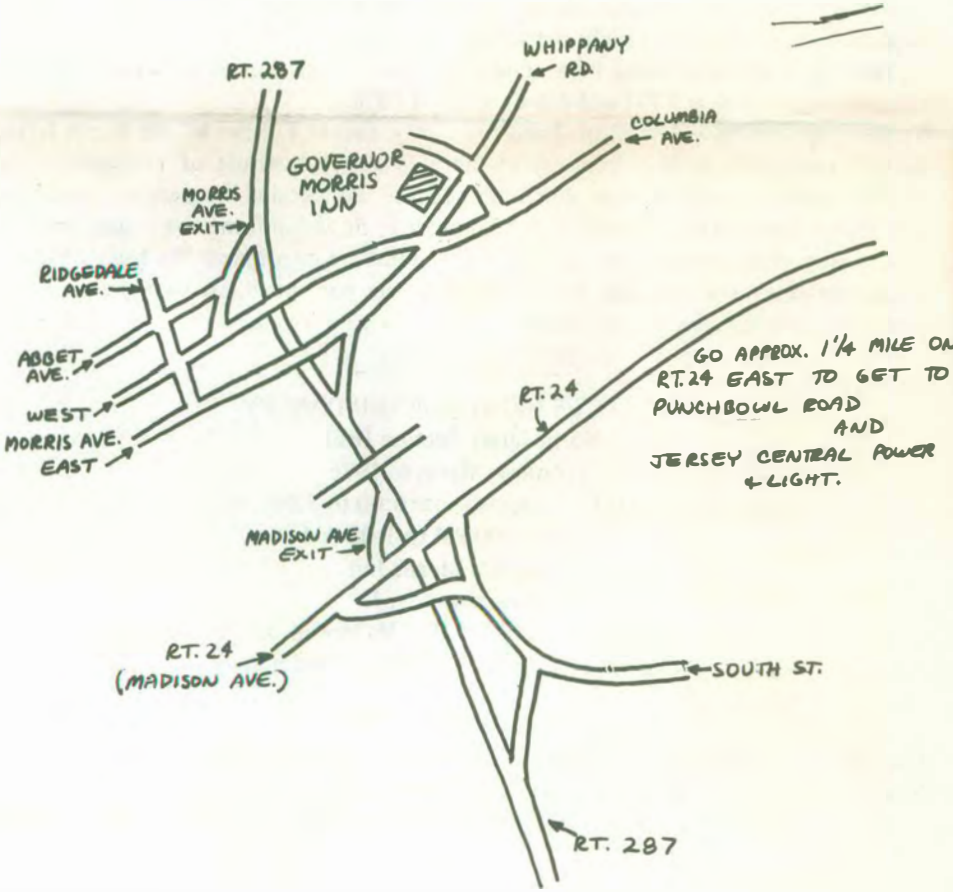 WHIPPANY
RD.
RT. 287
COLUMBIA
AVE.
GOVERNOR
MORRIS
INN
MORRIS
AVE.
EXIT
RIDGEDALE
AVE.
ABBET
AVE.
WEST
MORRIS AVE.
EAST
RT. 24
GO APPROX. 1 1/4 MILE ON
RT. 24 EAST TO GET TO
PUNCHBOWL ROAD
AND
JERSEY CENTRAL POWER
& LIGHT.
MADISON AVE
EXIT
RT. 24
(MADISON AVE.)
SOUTH ST.
RT. 287